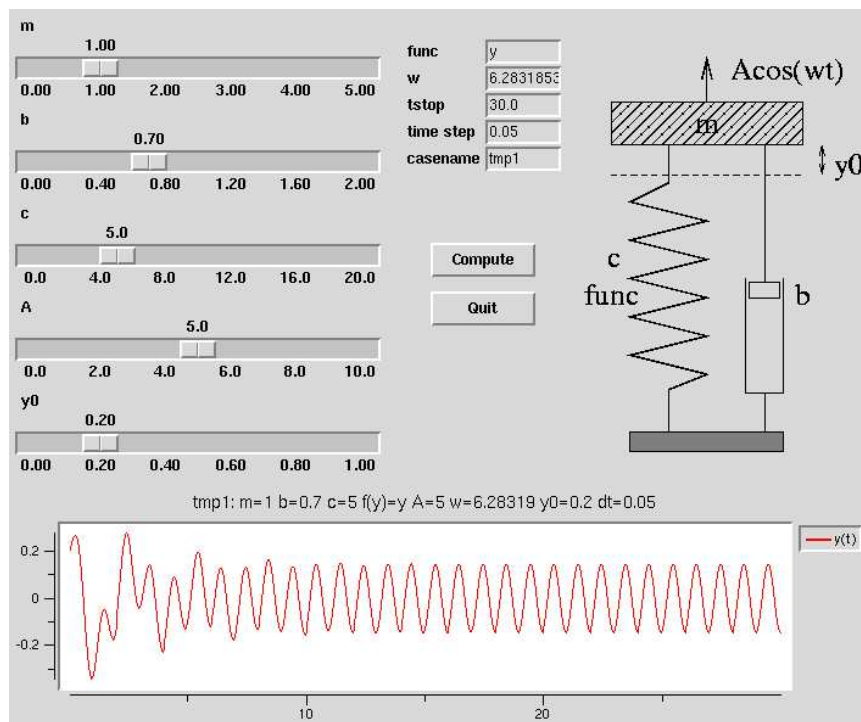 m
1.00
0.00 1.00 2.00 3.00 4.00 5.00
b
0.70
0.00 0.40 0.80 1.20 1.60 2.00
c
5.0
0.0 4.0 8.0 12.0 16.0 20.0
A
5.0
0.0 2.0 4.0 6.0 8.0 10.0
y0
0.20
0.00 0.20 0.40 0.60 0.80 1.00
func y
w 6.2831853
tstop 30.0
time step 0.05
casename tmp1
Compute
Quit
Acos(wt)
m
y0
c
func
b
tmp1: m=1 b=0.7 c=5 f(y)=y A=5 w=6.28319 y0=0.2 dt=0.05
0.2
0
-0.2
10 20
y(t)